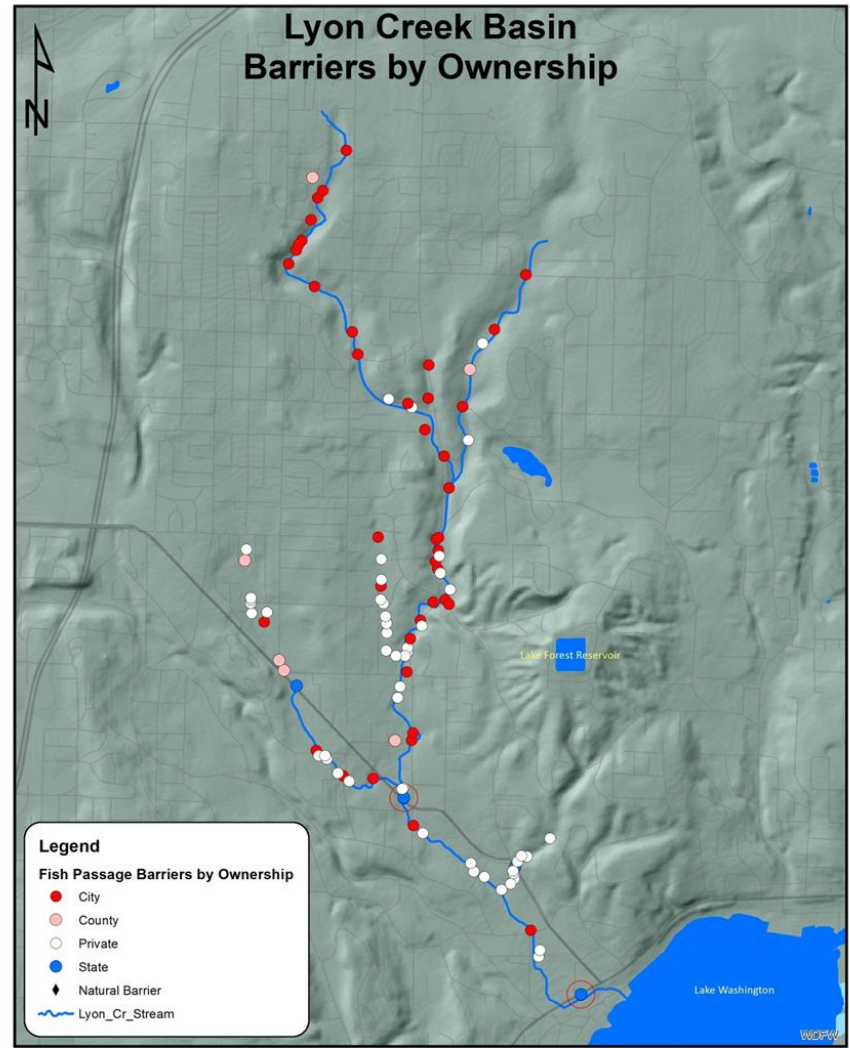 Lyon Creek Basin
Barriers by Ownership
N
Lake Forest Reservoir
Legend
Fish Passage Barriers by Ownership
City
County
Private
State
Natural Barrier
Lyon_Cr_Stream
Lake Washington
WDFW